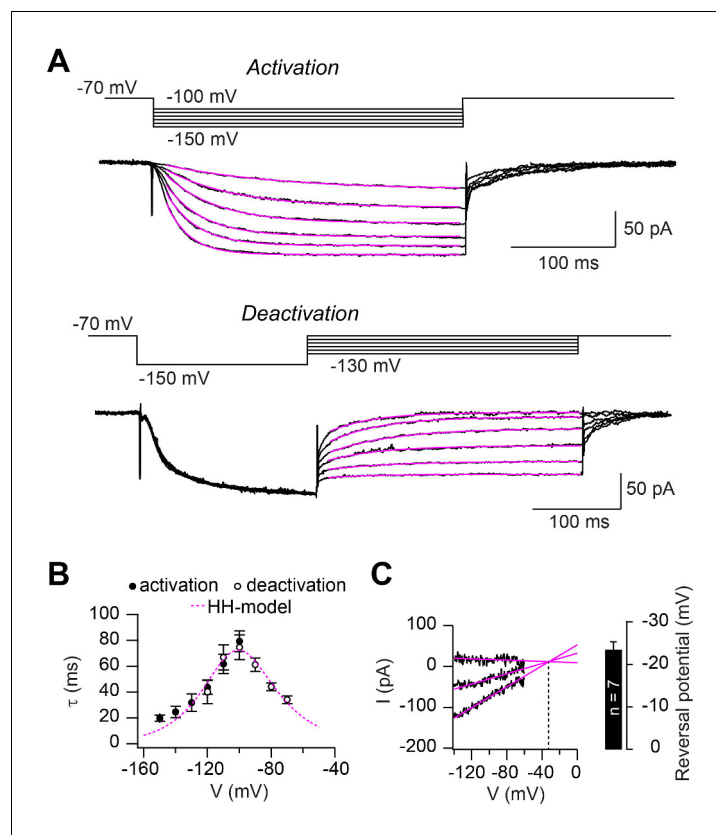 A
Activation
-70 mV
-100 mV
-150 mV
50 pA
100 ms
Deactivation
-70 mV
-150 mV
-130 mV
50 pA
100 ms
B
● activation ○ deactivation
HH-model
τ (ms)
100
80
60
40
20
0
-160 -120 -80 -40
V (mV)
C
I (pA)
100
0
-100
-200
-120 -80 -40 0
V (mV)
n = 7
-30
-20
-10
0
Reversal potential (mV)